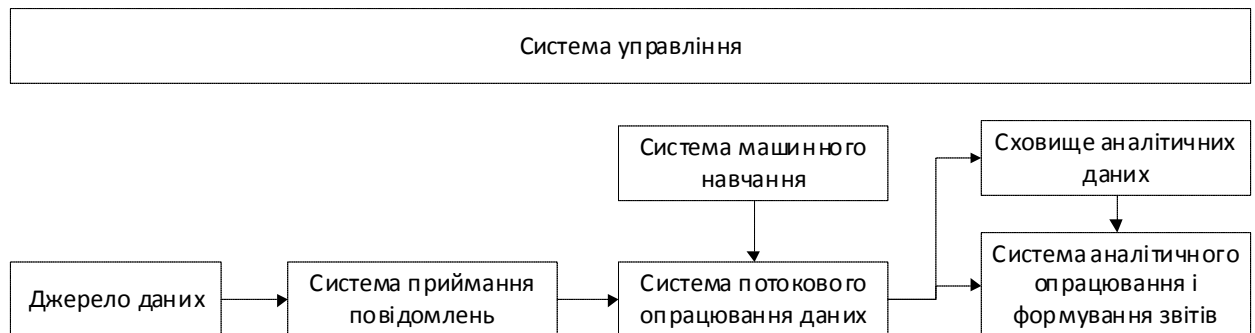 Система управління
Система машинного
навчання
Сховище аналітичних
даних
Джерело даних
Система приймання
повідомлень
Система потокового
опрацювання даних
Система аналітичного
опрацювання і
формування звітів